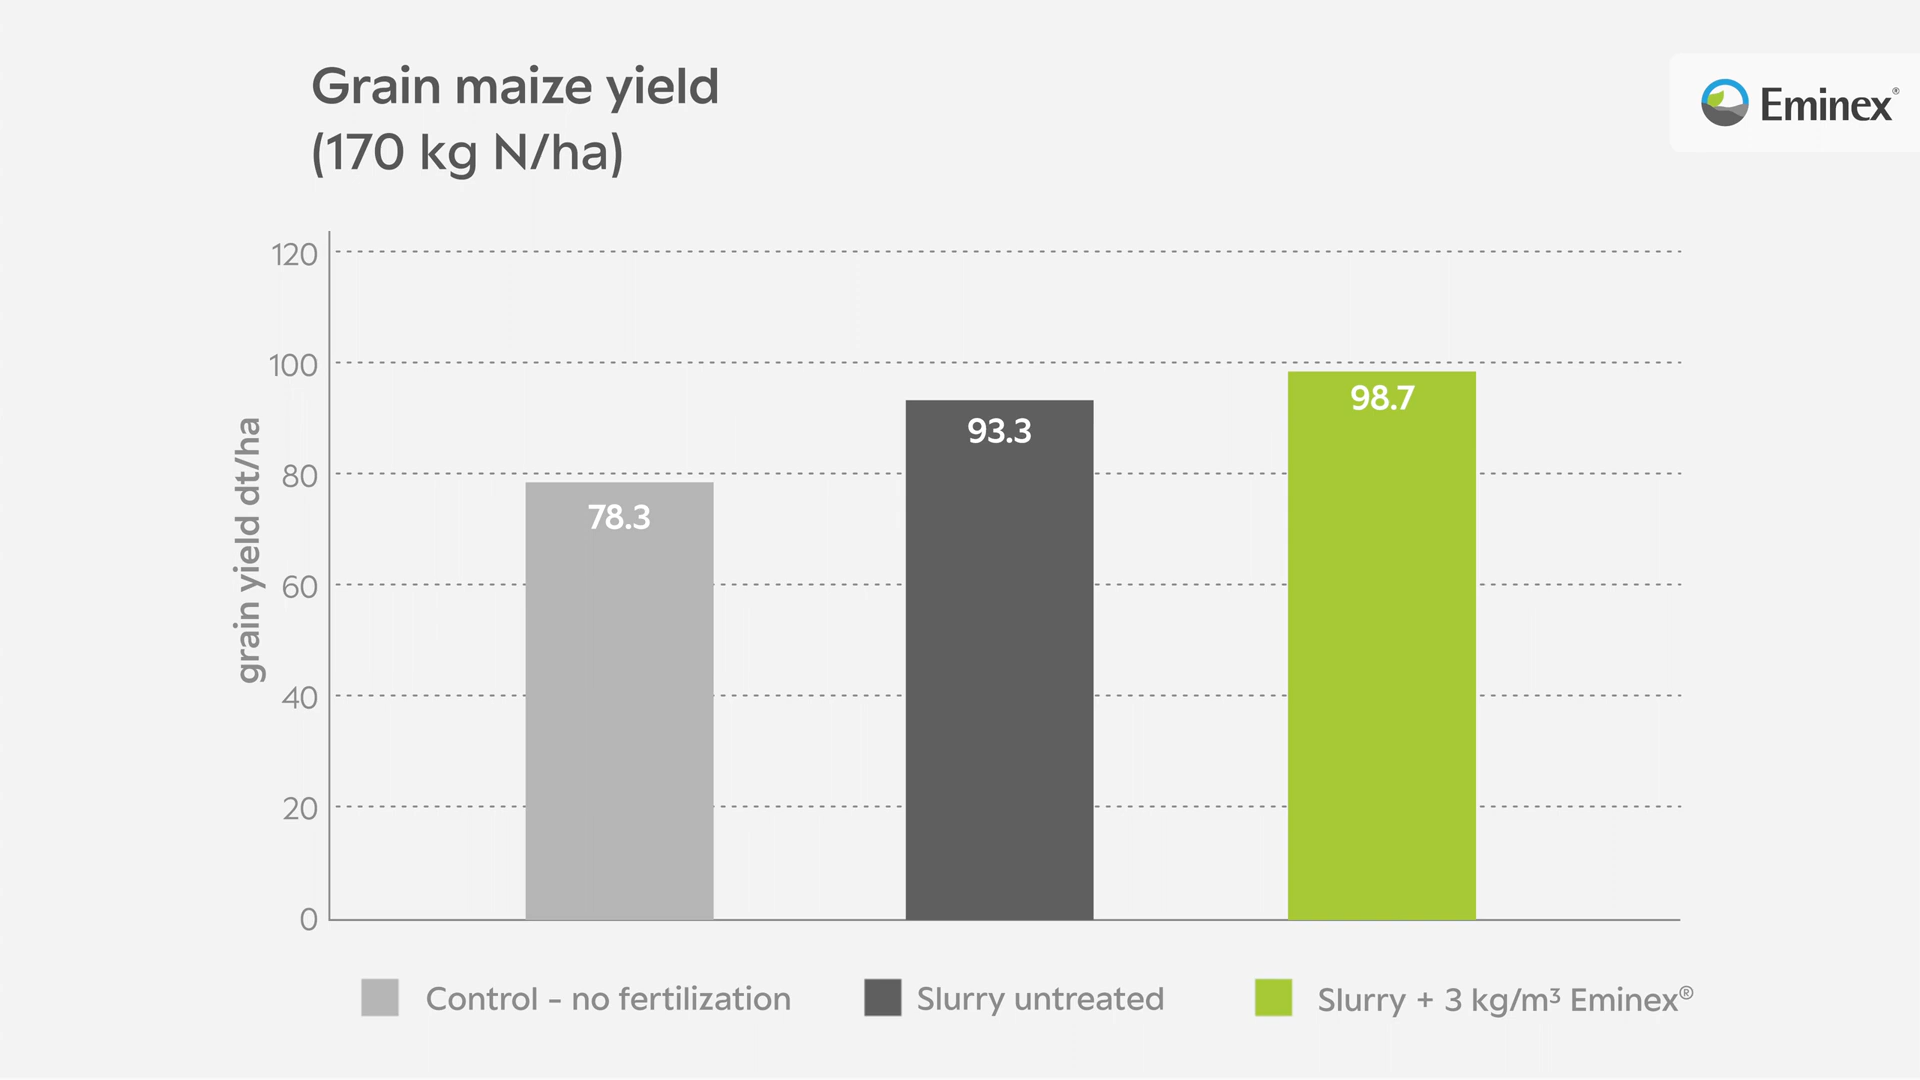 Grain maize yield
(170 kg N/ha)
Eminex®
grain yield dt/ha
120
100
80
60
40
20
0
78.3
93.3
98.7
Control - no fertilization
Slurry untreated
Slurry + 3 kg/m³ Eminex®